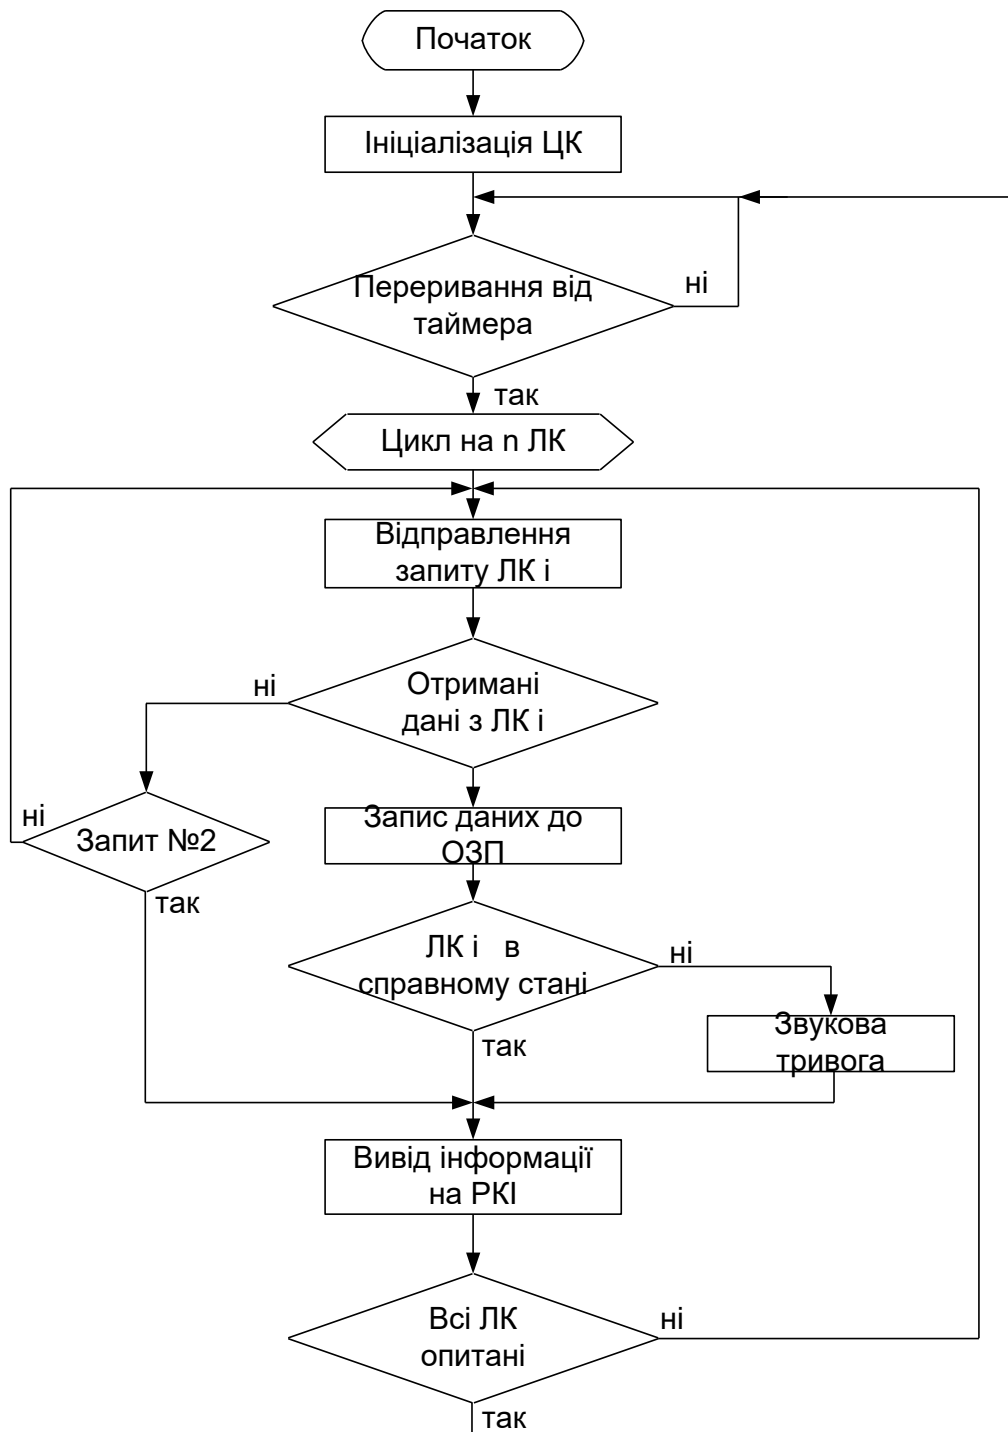 Початок
Ініціалізація ЦК
Переривання від
таймера
ні
так
Цикл на n ЛК
Відправлення
запиту ЛК і
ні
Отримані
дані з ЛК і
ні
Запит №2
так
Запис даних до
ОЗП
ЛК і в
справному стані
ні
так
Звукова
тривога
Вивід інформації
на РКІ
Всі ЛК
опитані
ні
так